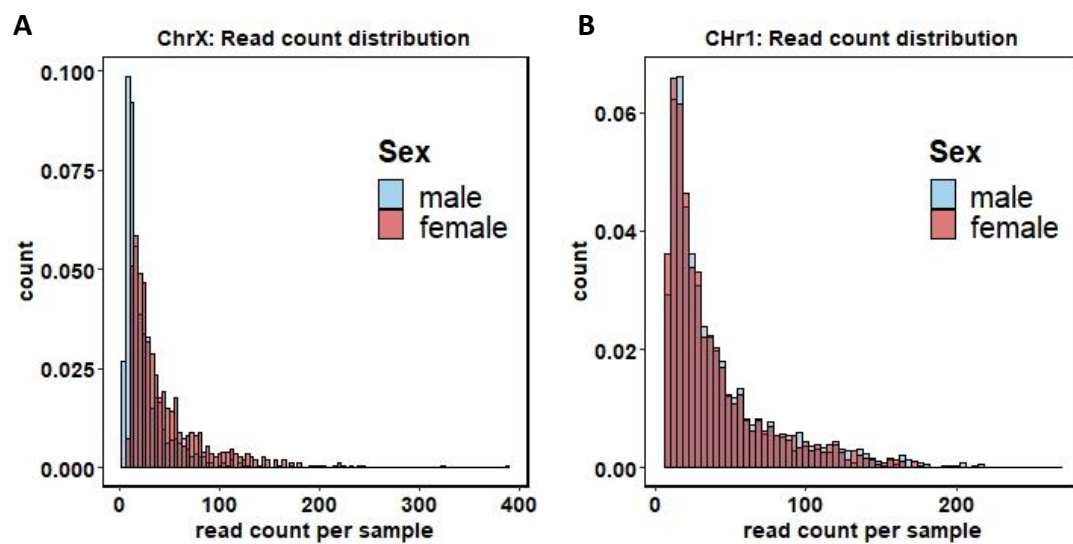 A
ChrX: Read count distribution
0.100
0.075
0.050
0.025
0.000
count
Sex
male
female
0
100
200
300
400
read count per sample
B
CHr1: Read count distribution
0.06
0.04
0.02
0.00
count
Sex
male
female
0
100
200
read count per sample